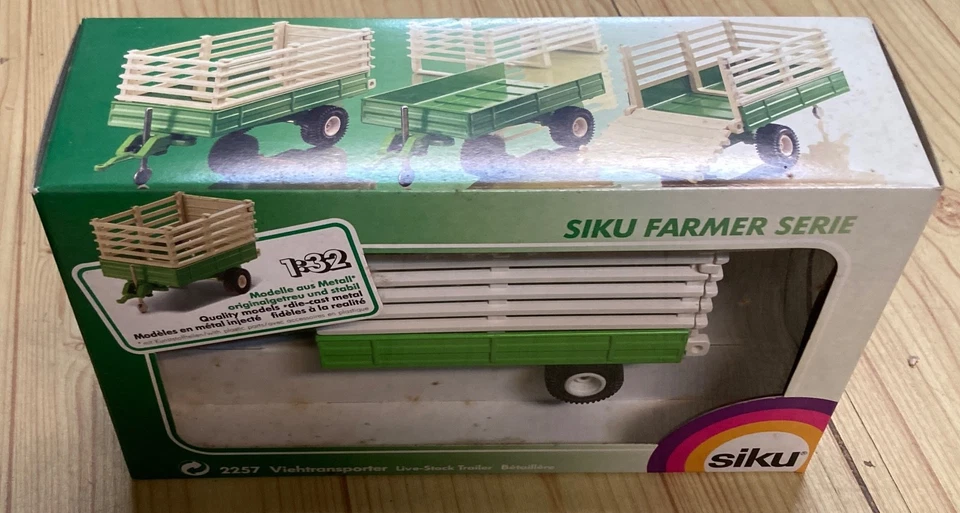 SIKU FARMER SERIE
1:32
Modelle aus Metall*
originalgetreu und stabil
Quality models • die-cast metal
Modèles en métal injecté fidèles à la réalité
2257 Viehtransporter Live-Stock Trailer Bétaillère
siku®